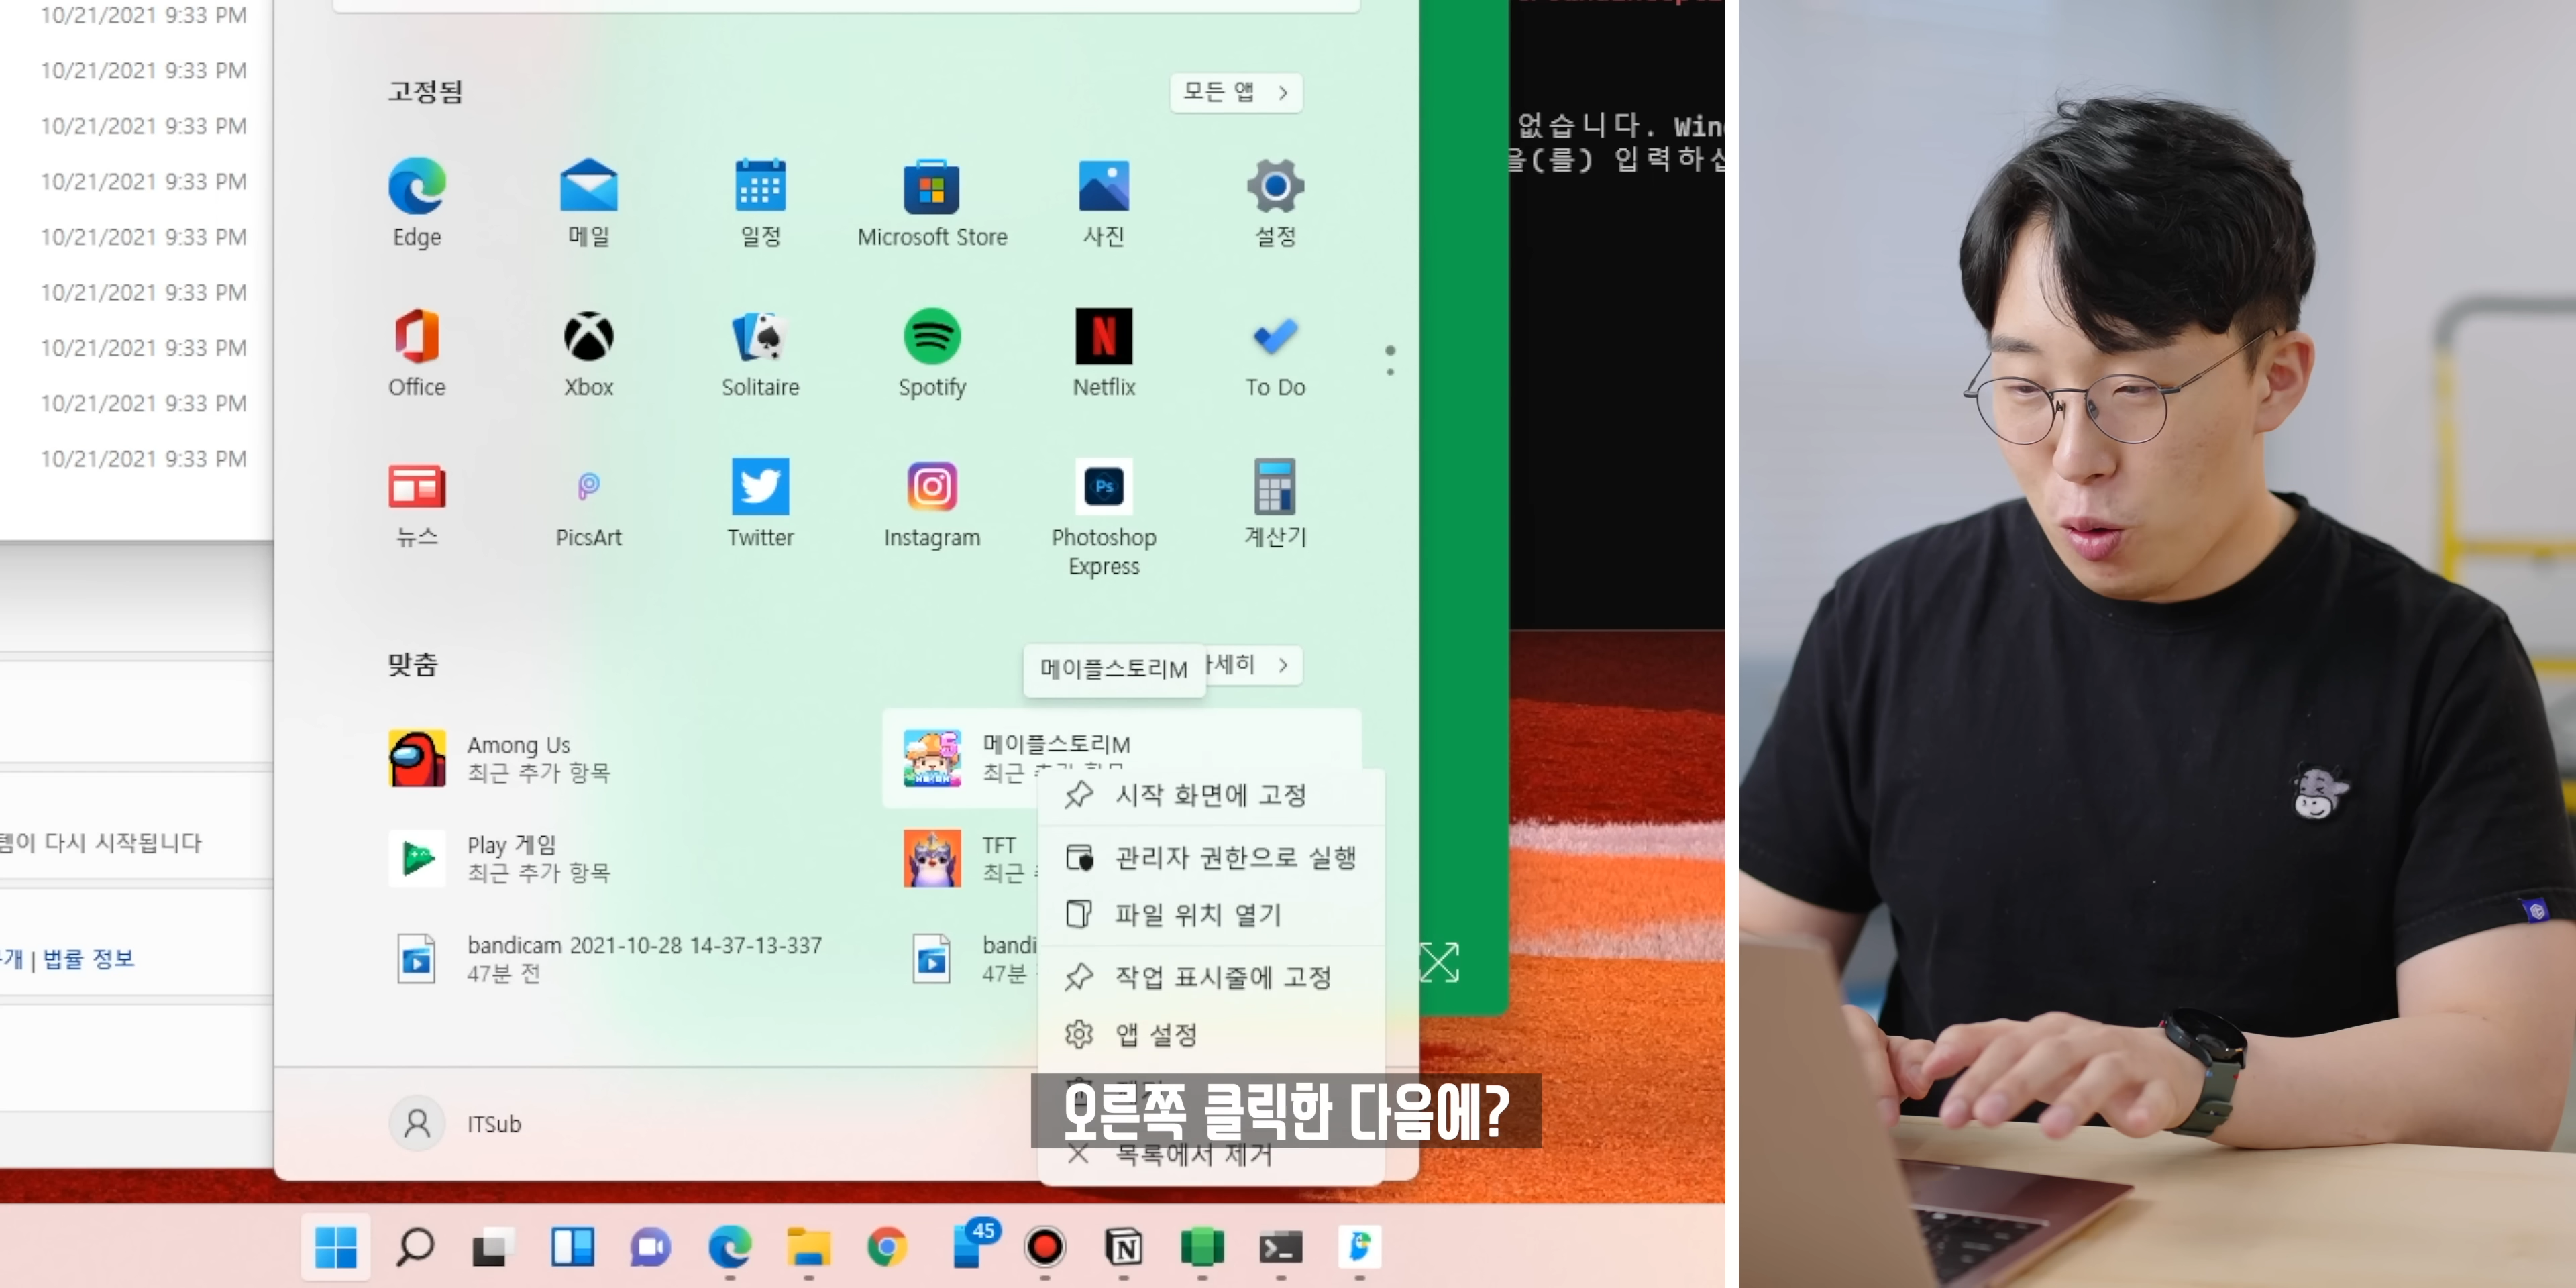 10/21/2021 9:33 PM
10/21/2021 9:33 PM
10/21/2021 9:33 PM
10/21/2021 9:33 PM
10/21/2021 9:33 PM
10/21/2021 9:33 PM
10/21/2021 9:33 PM
10/21/2021 9:33 PM
10/21/2021 9:33 PM
다시 시작됩니다
| 법률 정보
고정됨
모든 앱
Edge
메일
일정
Microsoft Store
사진
설정
Office
Xbox
Solitaire
Spotify
Netflix
To Do
뉴스
PicsArt
Twitter
Instagram
Photoshop Express
계산기
맞춤
메이플스토리M
Among Us
최근 추가 항목
메이플스토리M
최근
Play 게임
최근 추가 항목
TFT
최근
bandicam 2021-10-28 14-37-13-337
47분 전
47분
시작 화면에 고정
관리자 권한으로 실행
파일 위치 열기
작업 표시줄에 고정
앱 설정
오른쪽 클릭한 다음에?
목록에서 제거
ITSub
45
없습니다.
을(를) 입력하십
Ps